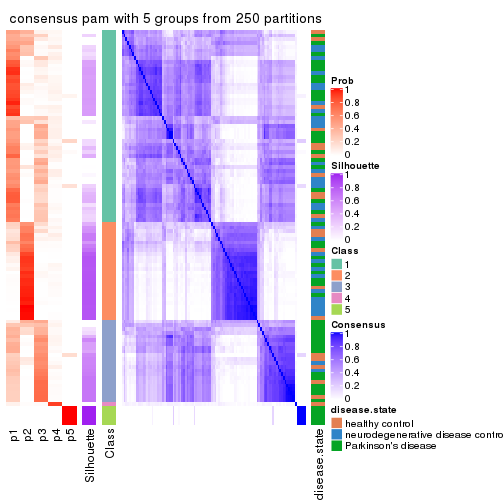 consensus pam with 5 groups from 250 partitions
Prob
1
0.8
0.6
0.4
0.2
0
Silhouette
1
0.8
0.6
0.4
0.2
0
Class
1
2
3
4
5
Consensus
1
0.8
0.6
0.4
0.2
0
disease.state
healthy control
neurodegenerative disease contro
Parkinson's disease
p1
p2
p3
p4
p5
Silhouette
Class
disease.state